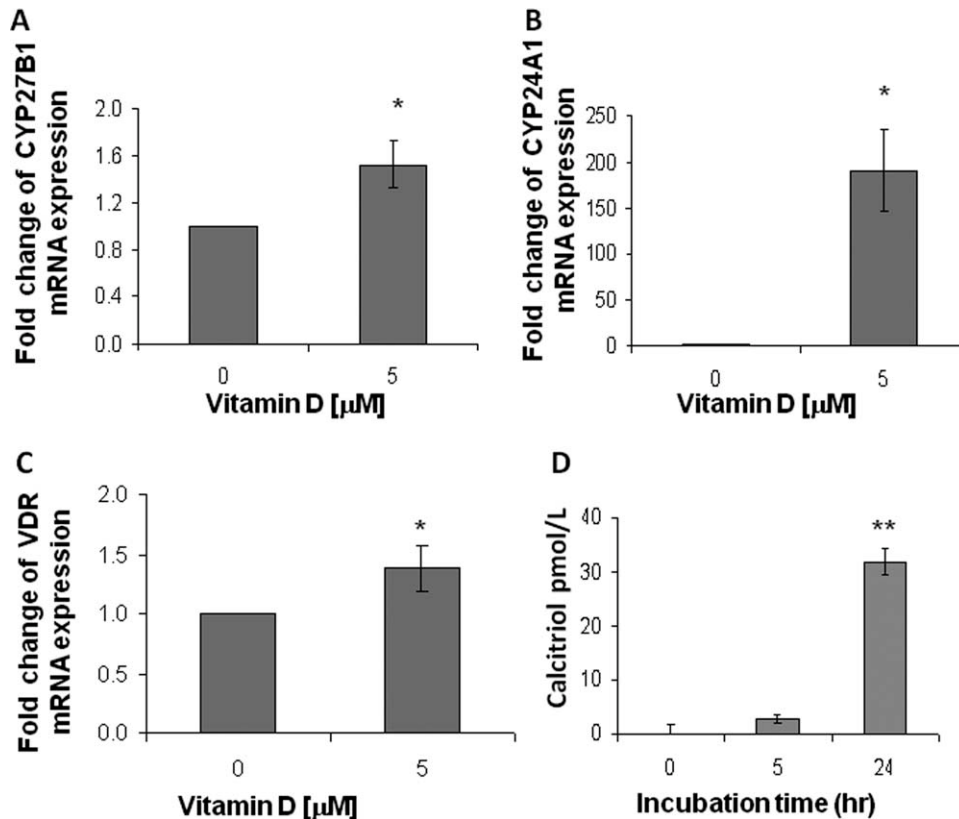 A
Fold change of CYP27B1
mRNA expression
2.0
1.6
1.2
0.8
0.4
0.0
*
0
5
Vitamin D [µM]
B
Fold change of CYP24A1
mRNA expression
250
200
150
100
50
0
*
0
5
Vitamin D [µM]
C
Fold change of VDR
mRNA expression
2.0
1.5
1.0
0.5
0.0
*
0
5
Vitamin D [µM]
D
Calcitriol pmol/L
40
30
20
10
0
**
0
5
24
Incubation time (hr)